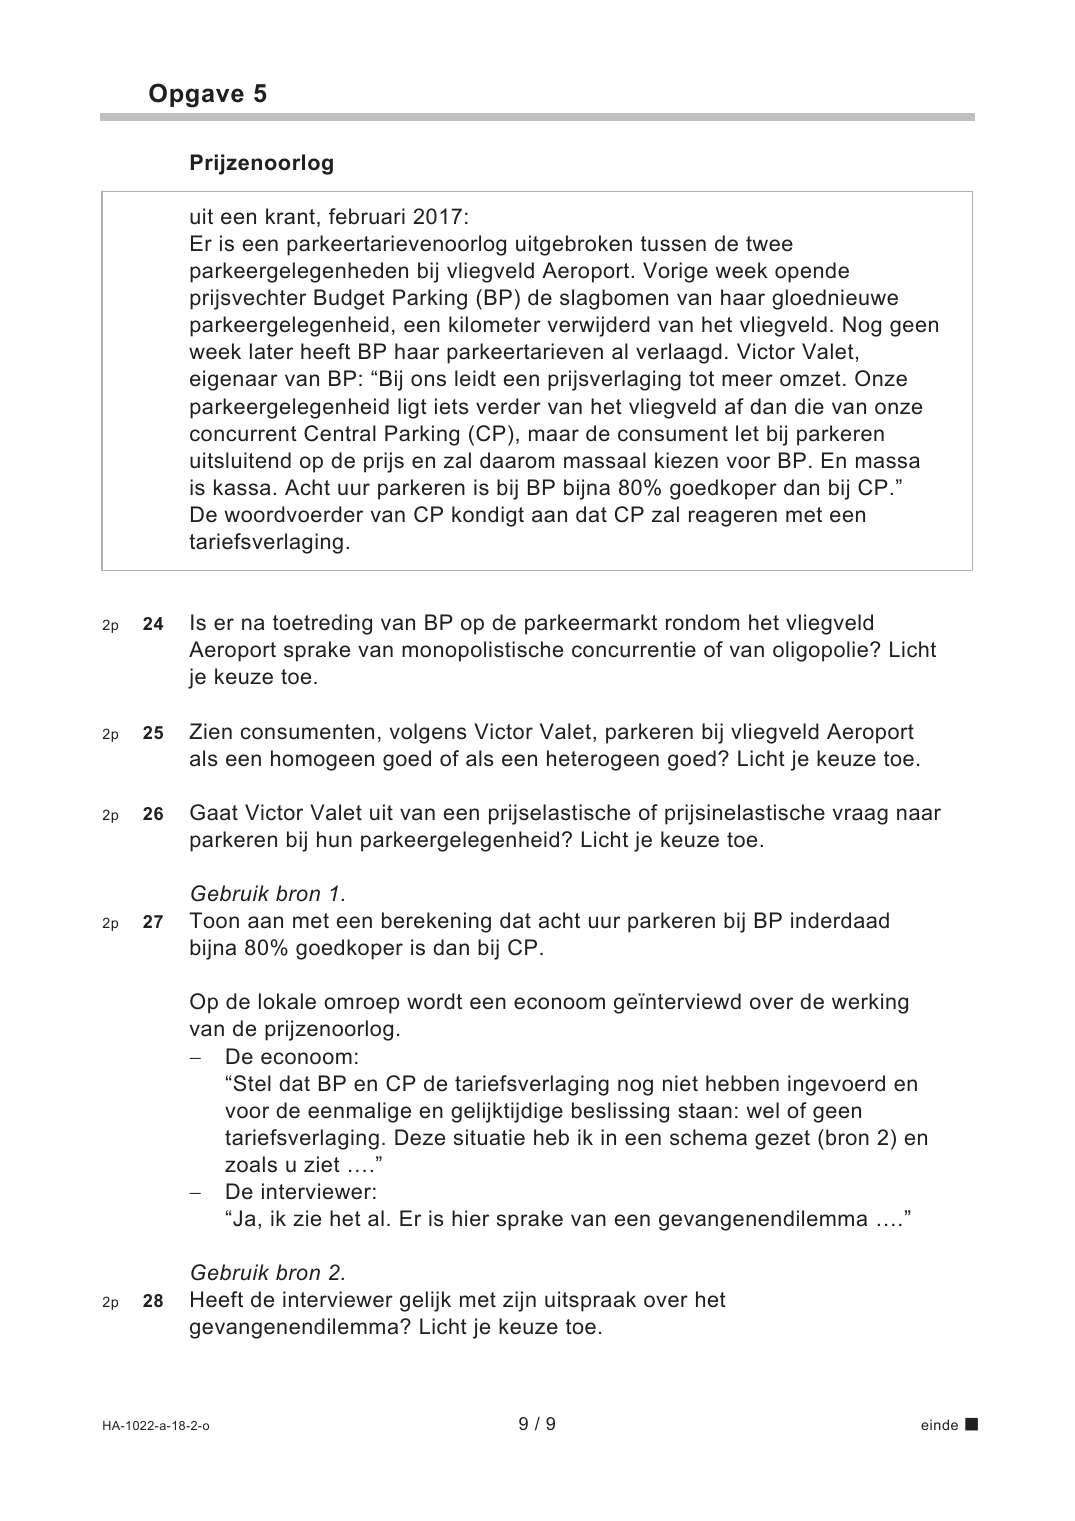 Opgave 5
Prijzenoorlog
uit een krant, februari 2017:
Er is een parkeertarievenoorlog uitgebroken tussen de twee
parkeergelegenheden bij vliegveld Aeroport. Vorige week opende
prijsvechter Budget Parking (BP) de slagbomen van haar gloednieuwe
parkeergelegenheid, een kilometer verwijderd van het vliegveld. Nog geen
week later heeft BP haar parkeertarieven al verlaagd. Victor Valet,
eigenaar van BP: “Bij ons leidt een prijsverlaging tot meer omzet. Onze
parkeergelegenheid ligt iets verder van het vliegveld af dan die van onze
concurrent Central Parking (CP), maar de consument let bij parkeren
uitsluitend op de prijs en zal daarom massaal kiezen voor BP. En massa
is kassa. Acht uur parkeren is bij BP bijna 80% goedkoper dan bij CP.”
De woordvoerder van CP kondigt aan dat CP zal reageren met een
tariefsverlaging.
2p 24 Is er na toetreding van BP op de parkeermarkt rondom het vliegveld
Aeroport sprake van monopolistische concurrentie of van oligopolie? Licht
je keuze toe.
2p 25 Zien consumenten, volgens Victor Valet, parkeren bij vliegveld Aeroport
als een homogeen goed of als een heterogeen goed? Licht je keuze toe.
2p 26 Gaat Victor Valet uit van een prijselastische of prijsinelastische vraag naar
parkeren bij hun parkeergelegenheid? Licht je keuze toe.
Gebruik bron 1.
2p 27 Toon aan met een berekening dat acht uur parkeren bij BP inderdaad
bijna 80% goedkoper is dan bij CP.
Op de lokale omroep wordt een econoom geïnterviewd over de werking
van de prijzenoorlog.
– De econoom:
“Stel dat BP en CP de tariefsverlaging nog niet hebben ingevoerd en
voor de eenmalige en gelijktijdige beslissing staan: wel of geen
tariefsverlaging. Deze situatie heb ik in een schema gezet (bron 2) en
zoals u ziet ….”
– De interviewer:
“Ja, ik zie het al. Er is hier sprake van een gevangenendilemma ….”
Gebruik bron 2.
2p 28 Heeft de interviewer gelijk met zijn uitspraak over het
gevangenendilemma? Licht je keuze toe.
HA-1022-a-18-2-o 9 / 9 einde ■